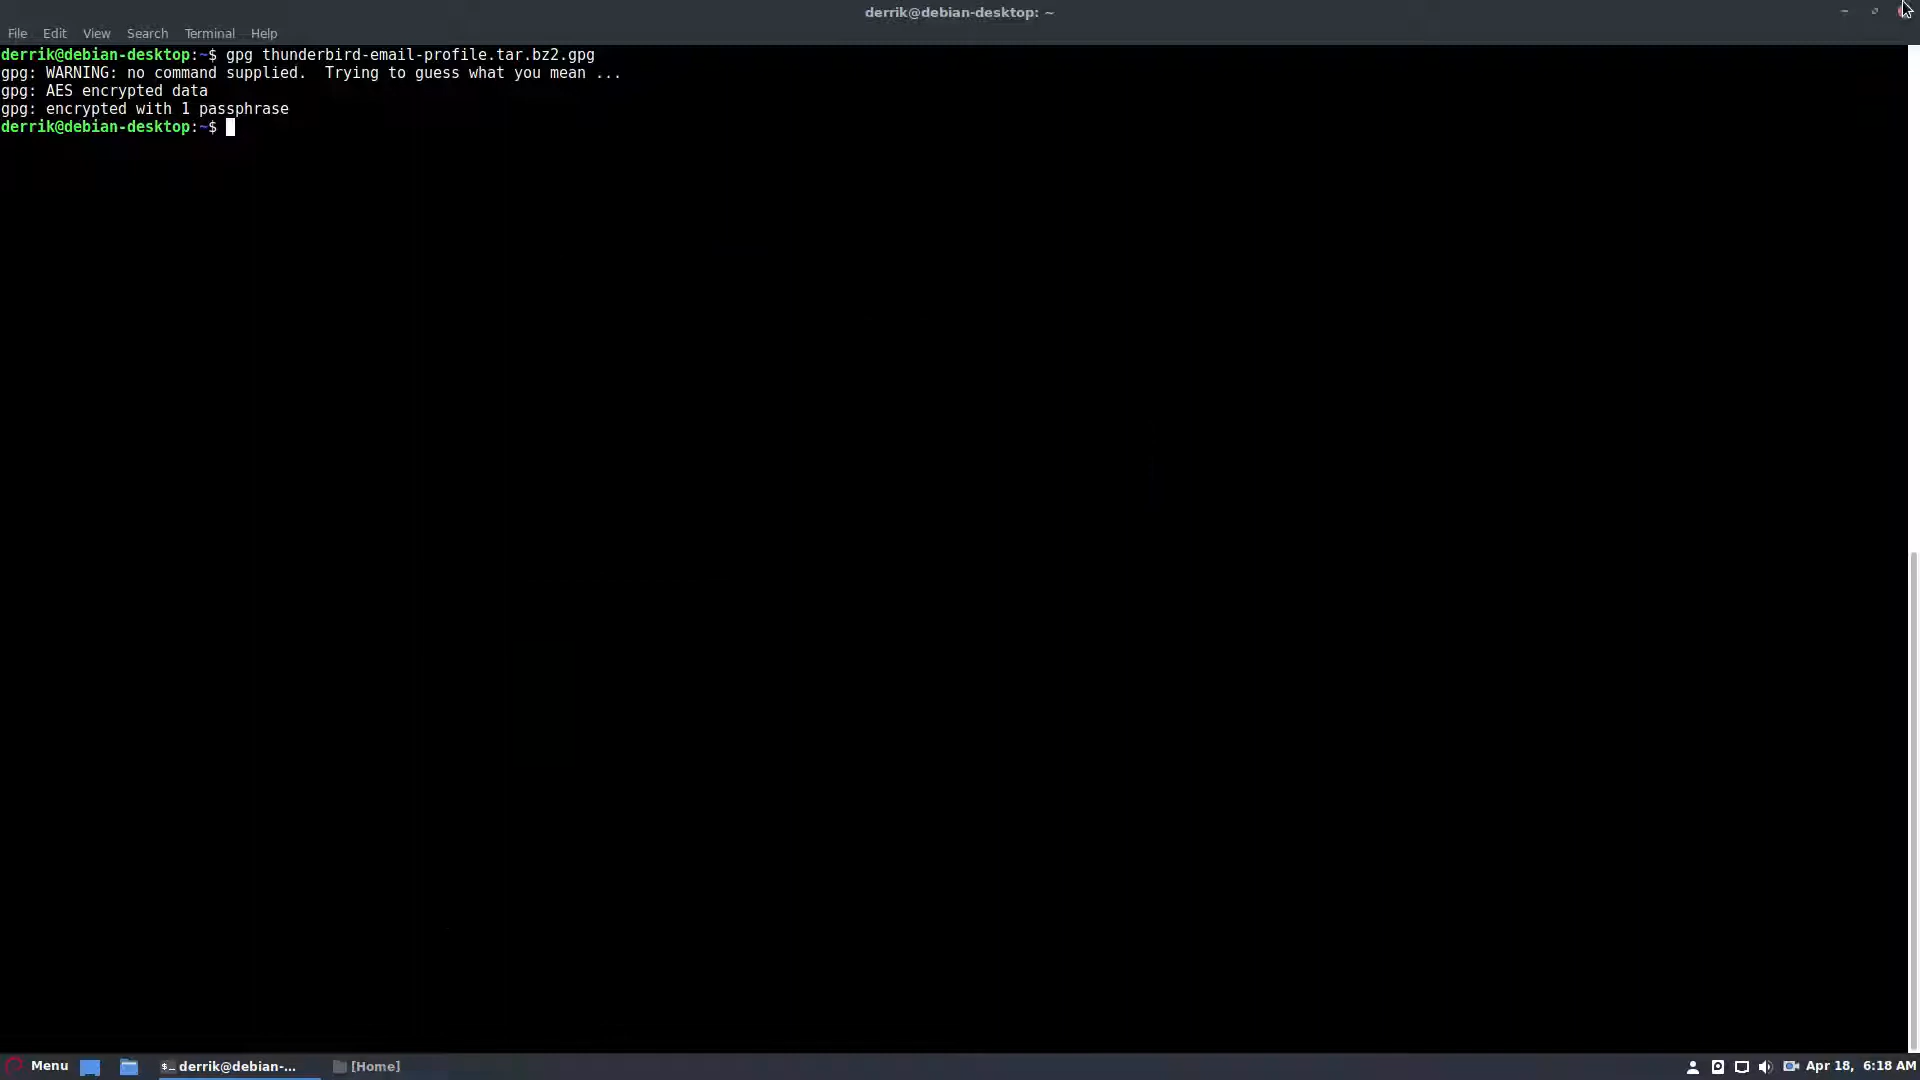 derrik@debian-desktop: ~
File Edit View Search Terminal Help
derrik@debian-desktop:~$ gpg thunderbird-email-profile.tar.bz2.gpg
gpg: WARNING: no command supplied.  Trying to guess what you mean ...
gpg: AES encrypted data
gpg: encrypted with 1 passphrase
derrik@debian-desktop:~$
Menu $_ derrik@debian-... [Home] Apr 18, 6:18 AM